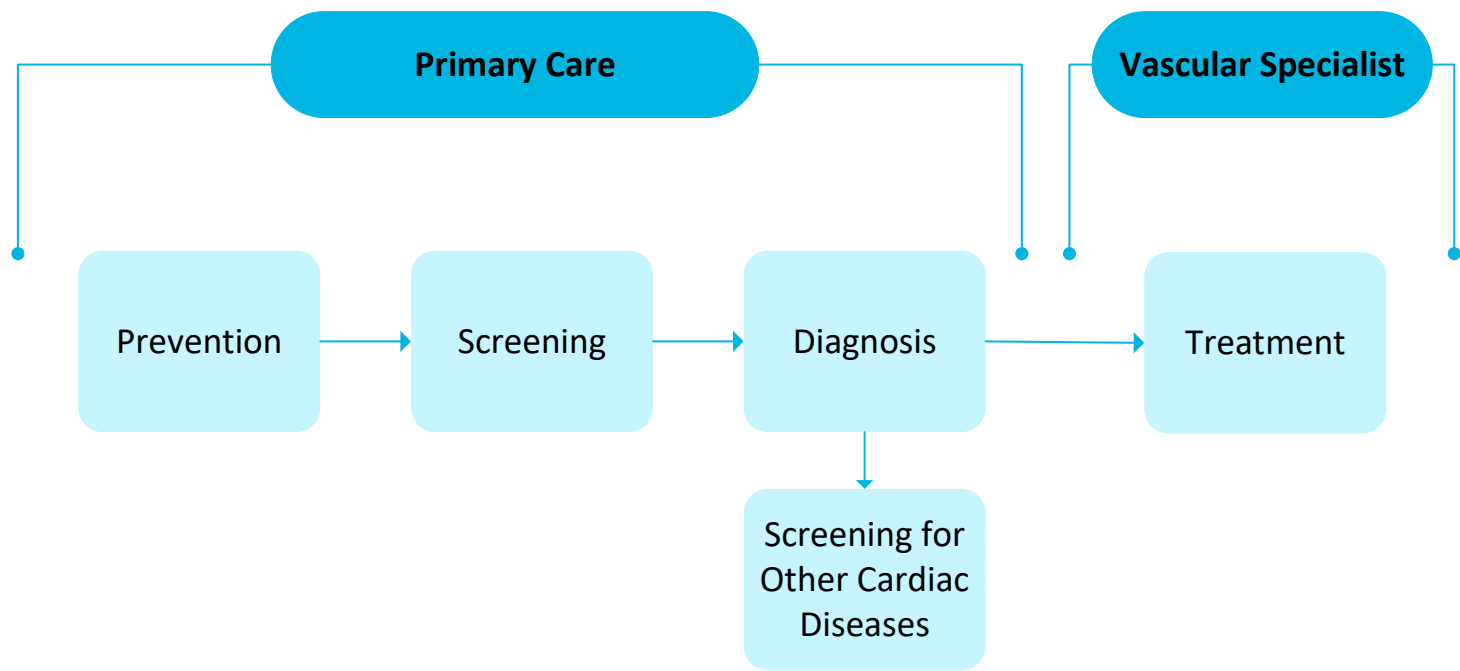 Primary Care
Vascular Specialist
Prevention
Screening
Diagnosis
Treatment
Screening for
Other Cardiac
Diseases